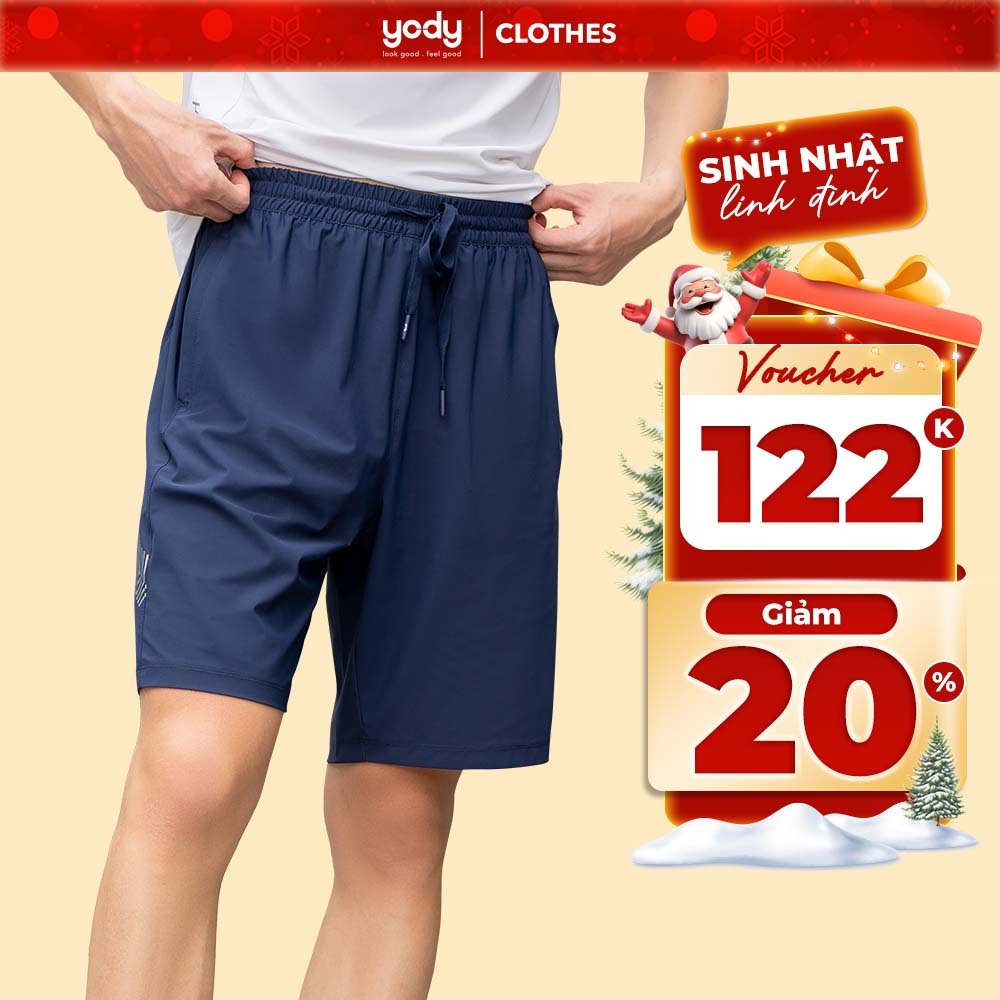 yody | CLOTHES
look good . feel good
SINH NHẬT
linh đình
Voucher
122 K
Giảm
20 %